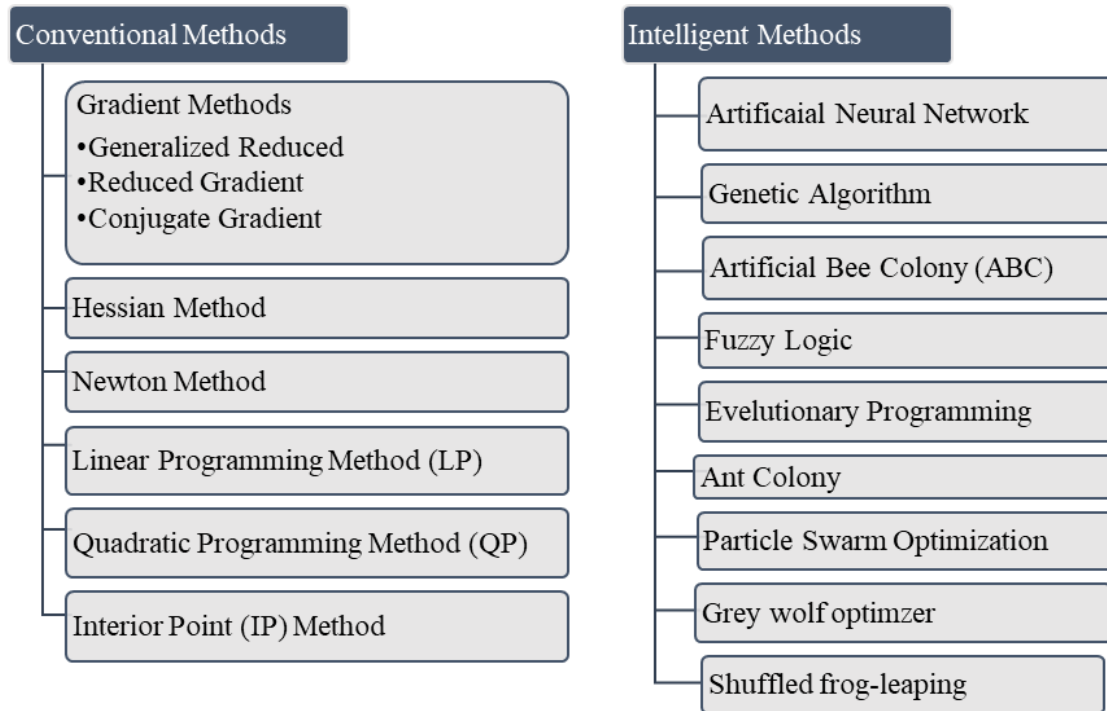 Conventional Methods
Gradient Methods
•Generalized Reduced
•Reduced Gradient
•Conjugate Gradient
Hessian Method
Newton Method
Linear Programming Method (LP)
Quadratic Programming Method (QP)
Interior Point (IP) Method
Intelligent Methods
Artificaial Neural Network
Genetic Algorithm
Artificial Bee Colony (ABC)
Fuzzy Logic
Evelutionary Programming
Ant Colony
Particle Swarm Optimization
Grey wolf optimzer
Shuffled frog-leaping